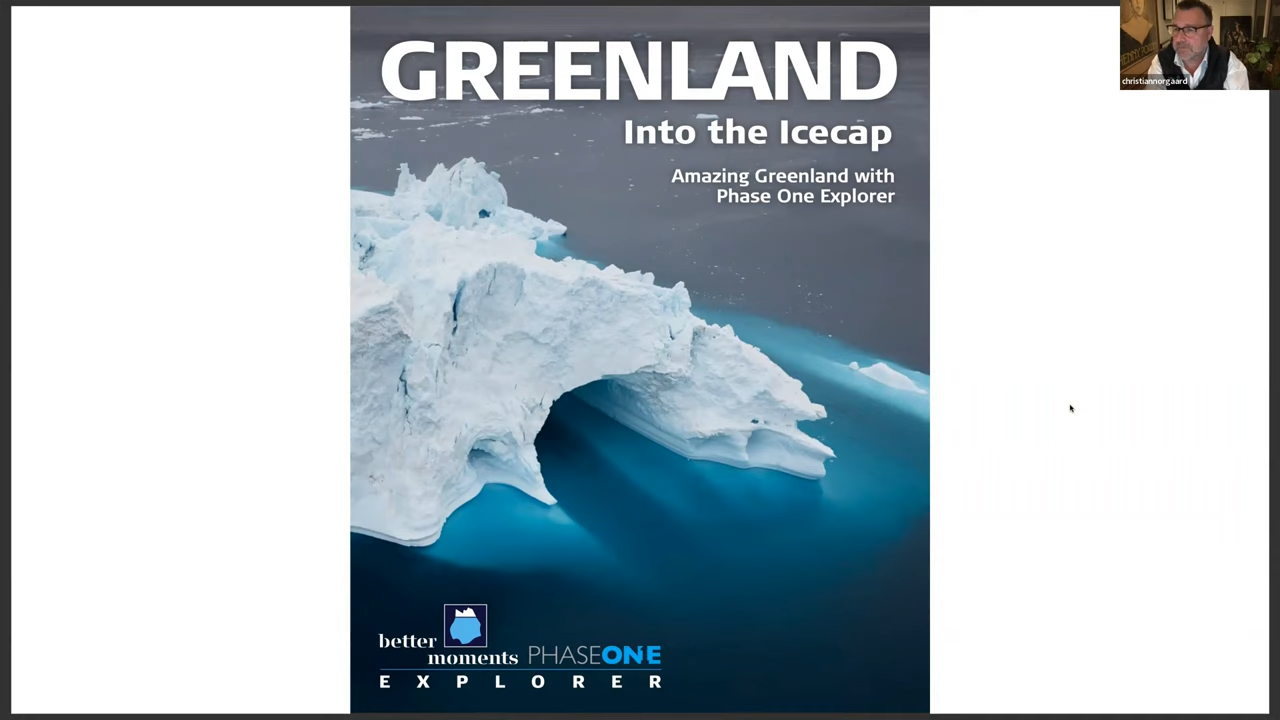 GREENLAND
Into the Icecap
Amazing Greenland with
Phase One Explorer
better
moments
PHASEONE
EXPLORER
christiannorgaard